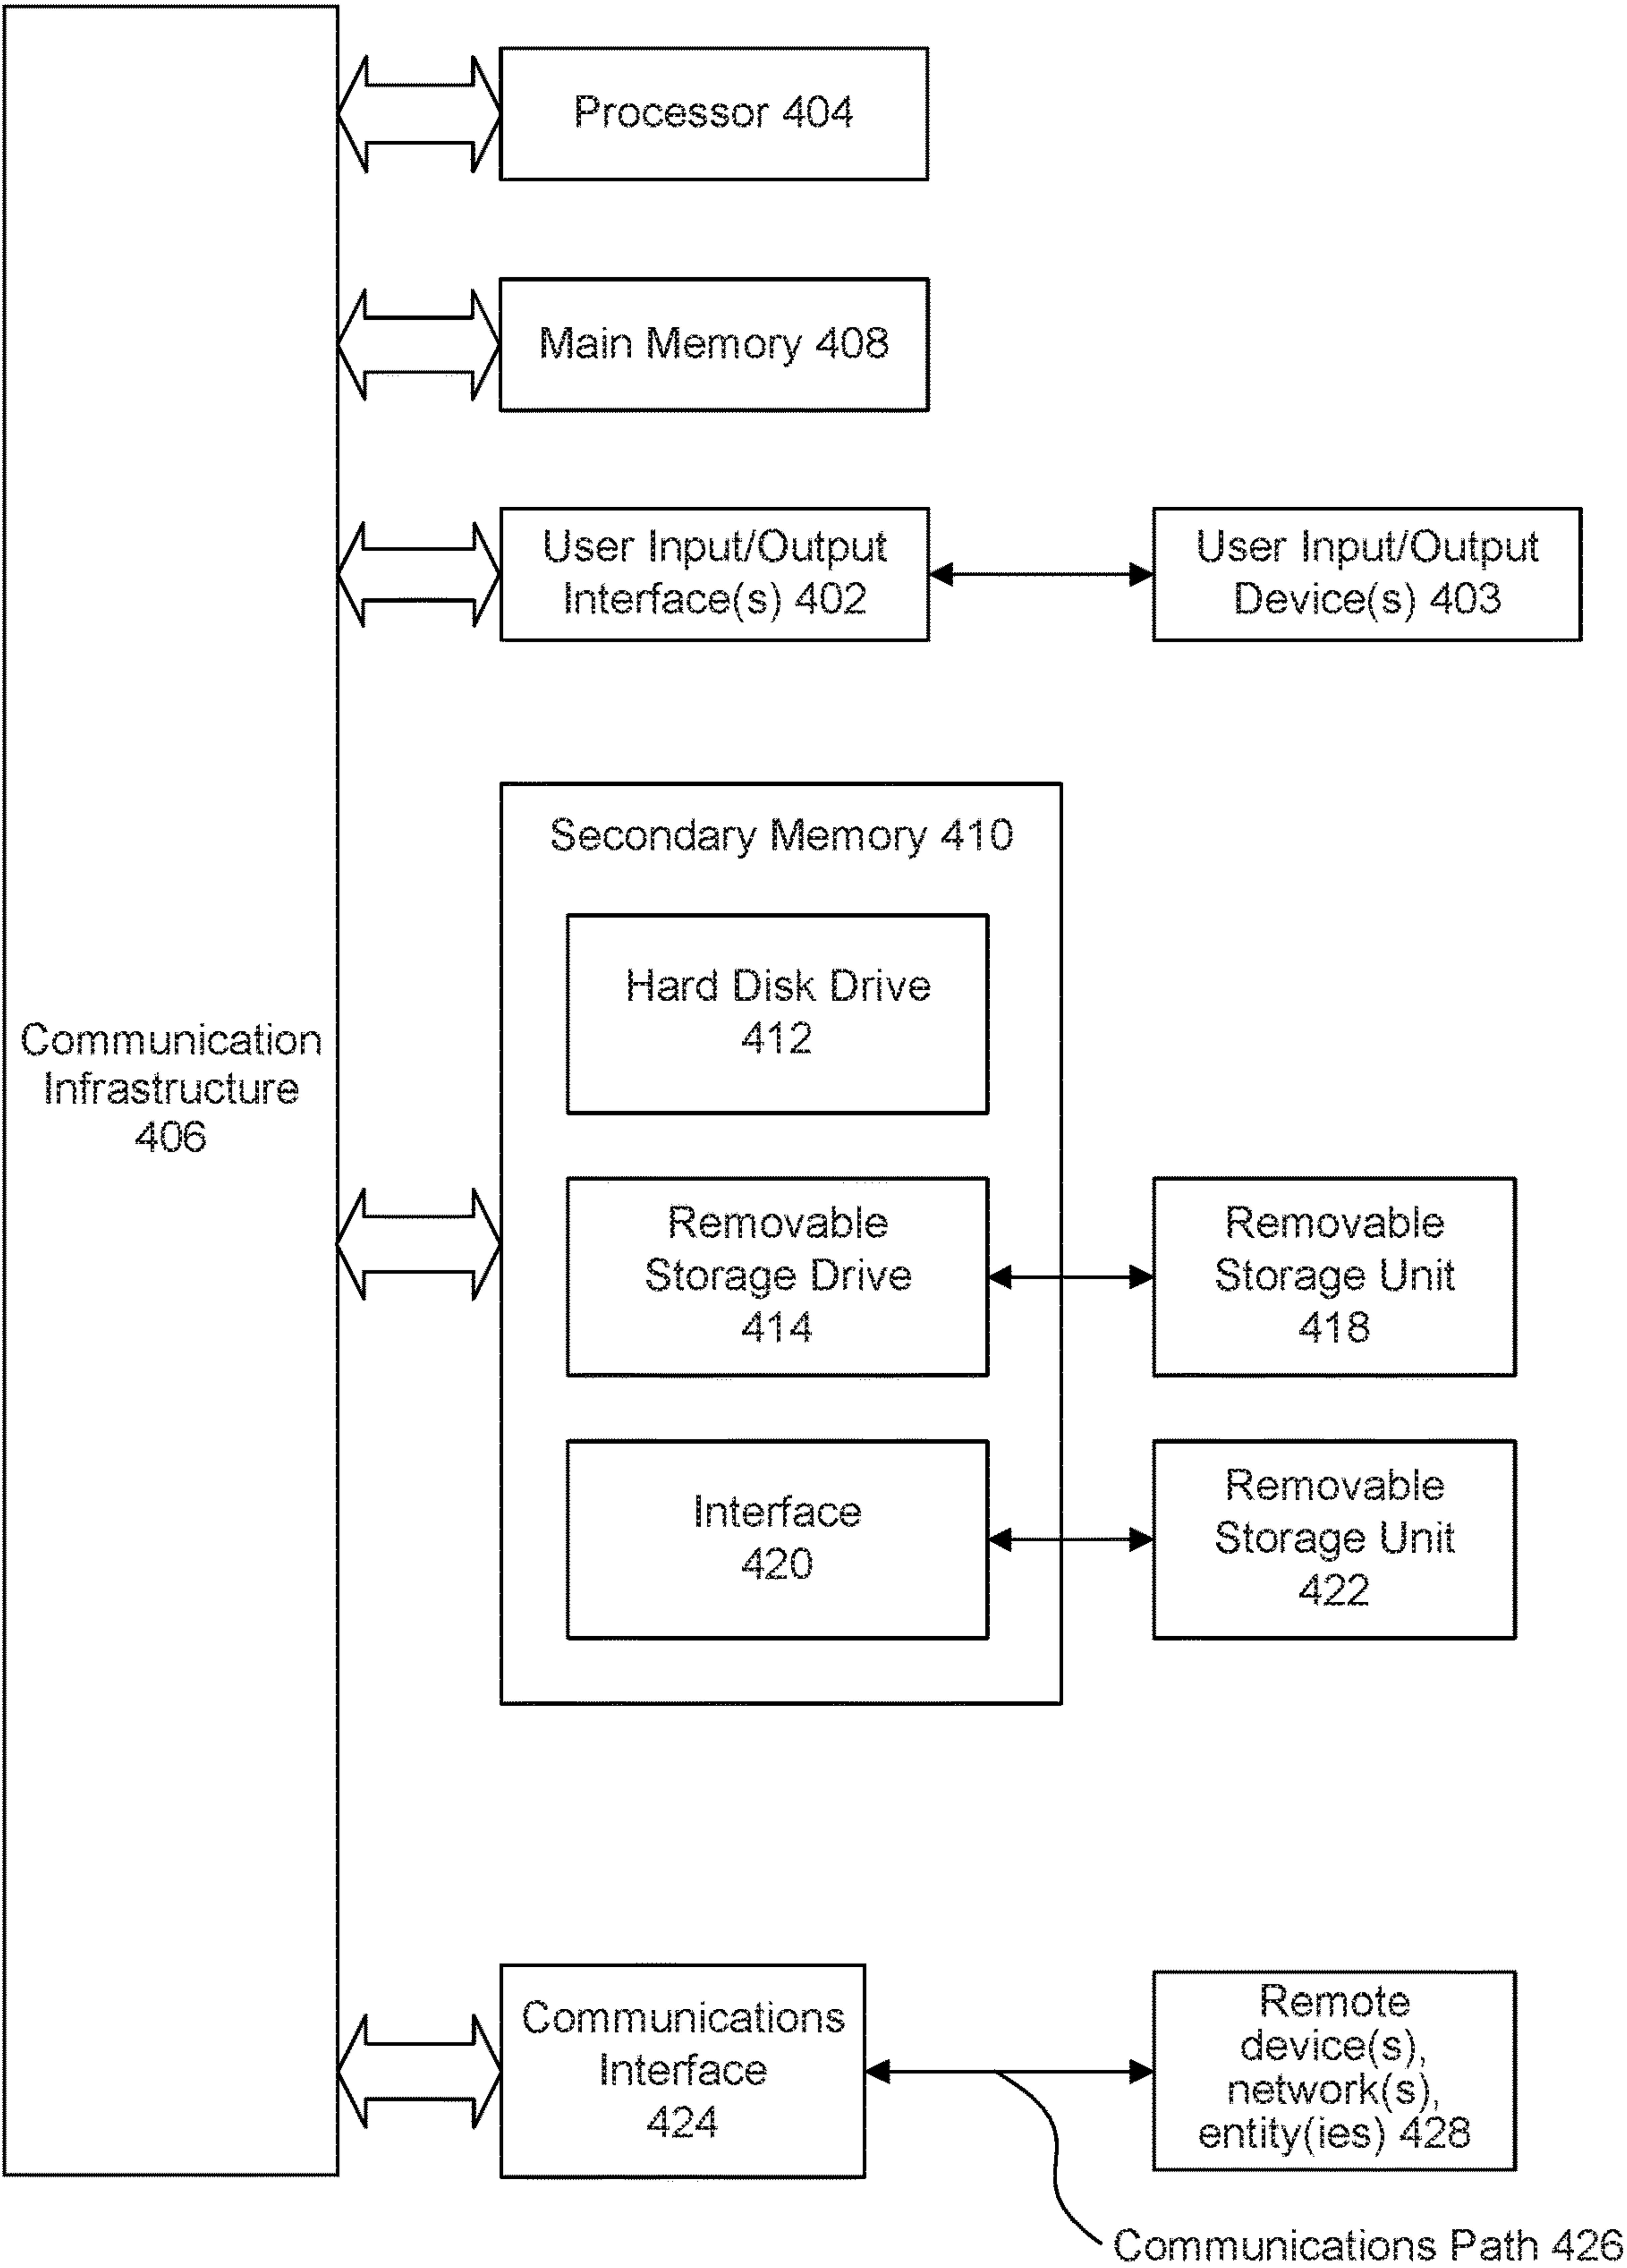 Processor 404
Main Memory 408
User Input/Output
Interface(s) 402
User Input/Output
Device(s) 403
Secondary Memory 410
Hard Disk Drive
412
Communication
Infrastructure
406
Removable
Storage Drive
414
Removable
Storage Unit
418
Interface
420
Removable
Storage Unit
422
Communications
Interface
424
Remote
device(s),
network(s),
entity(ies) 428
Communications Path 426